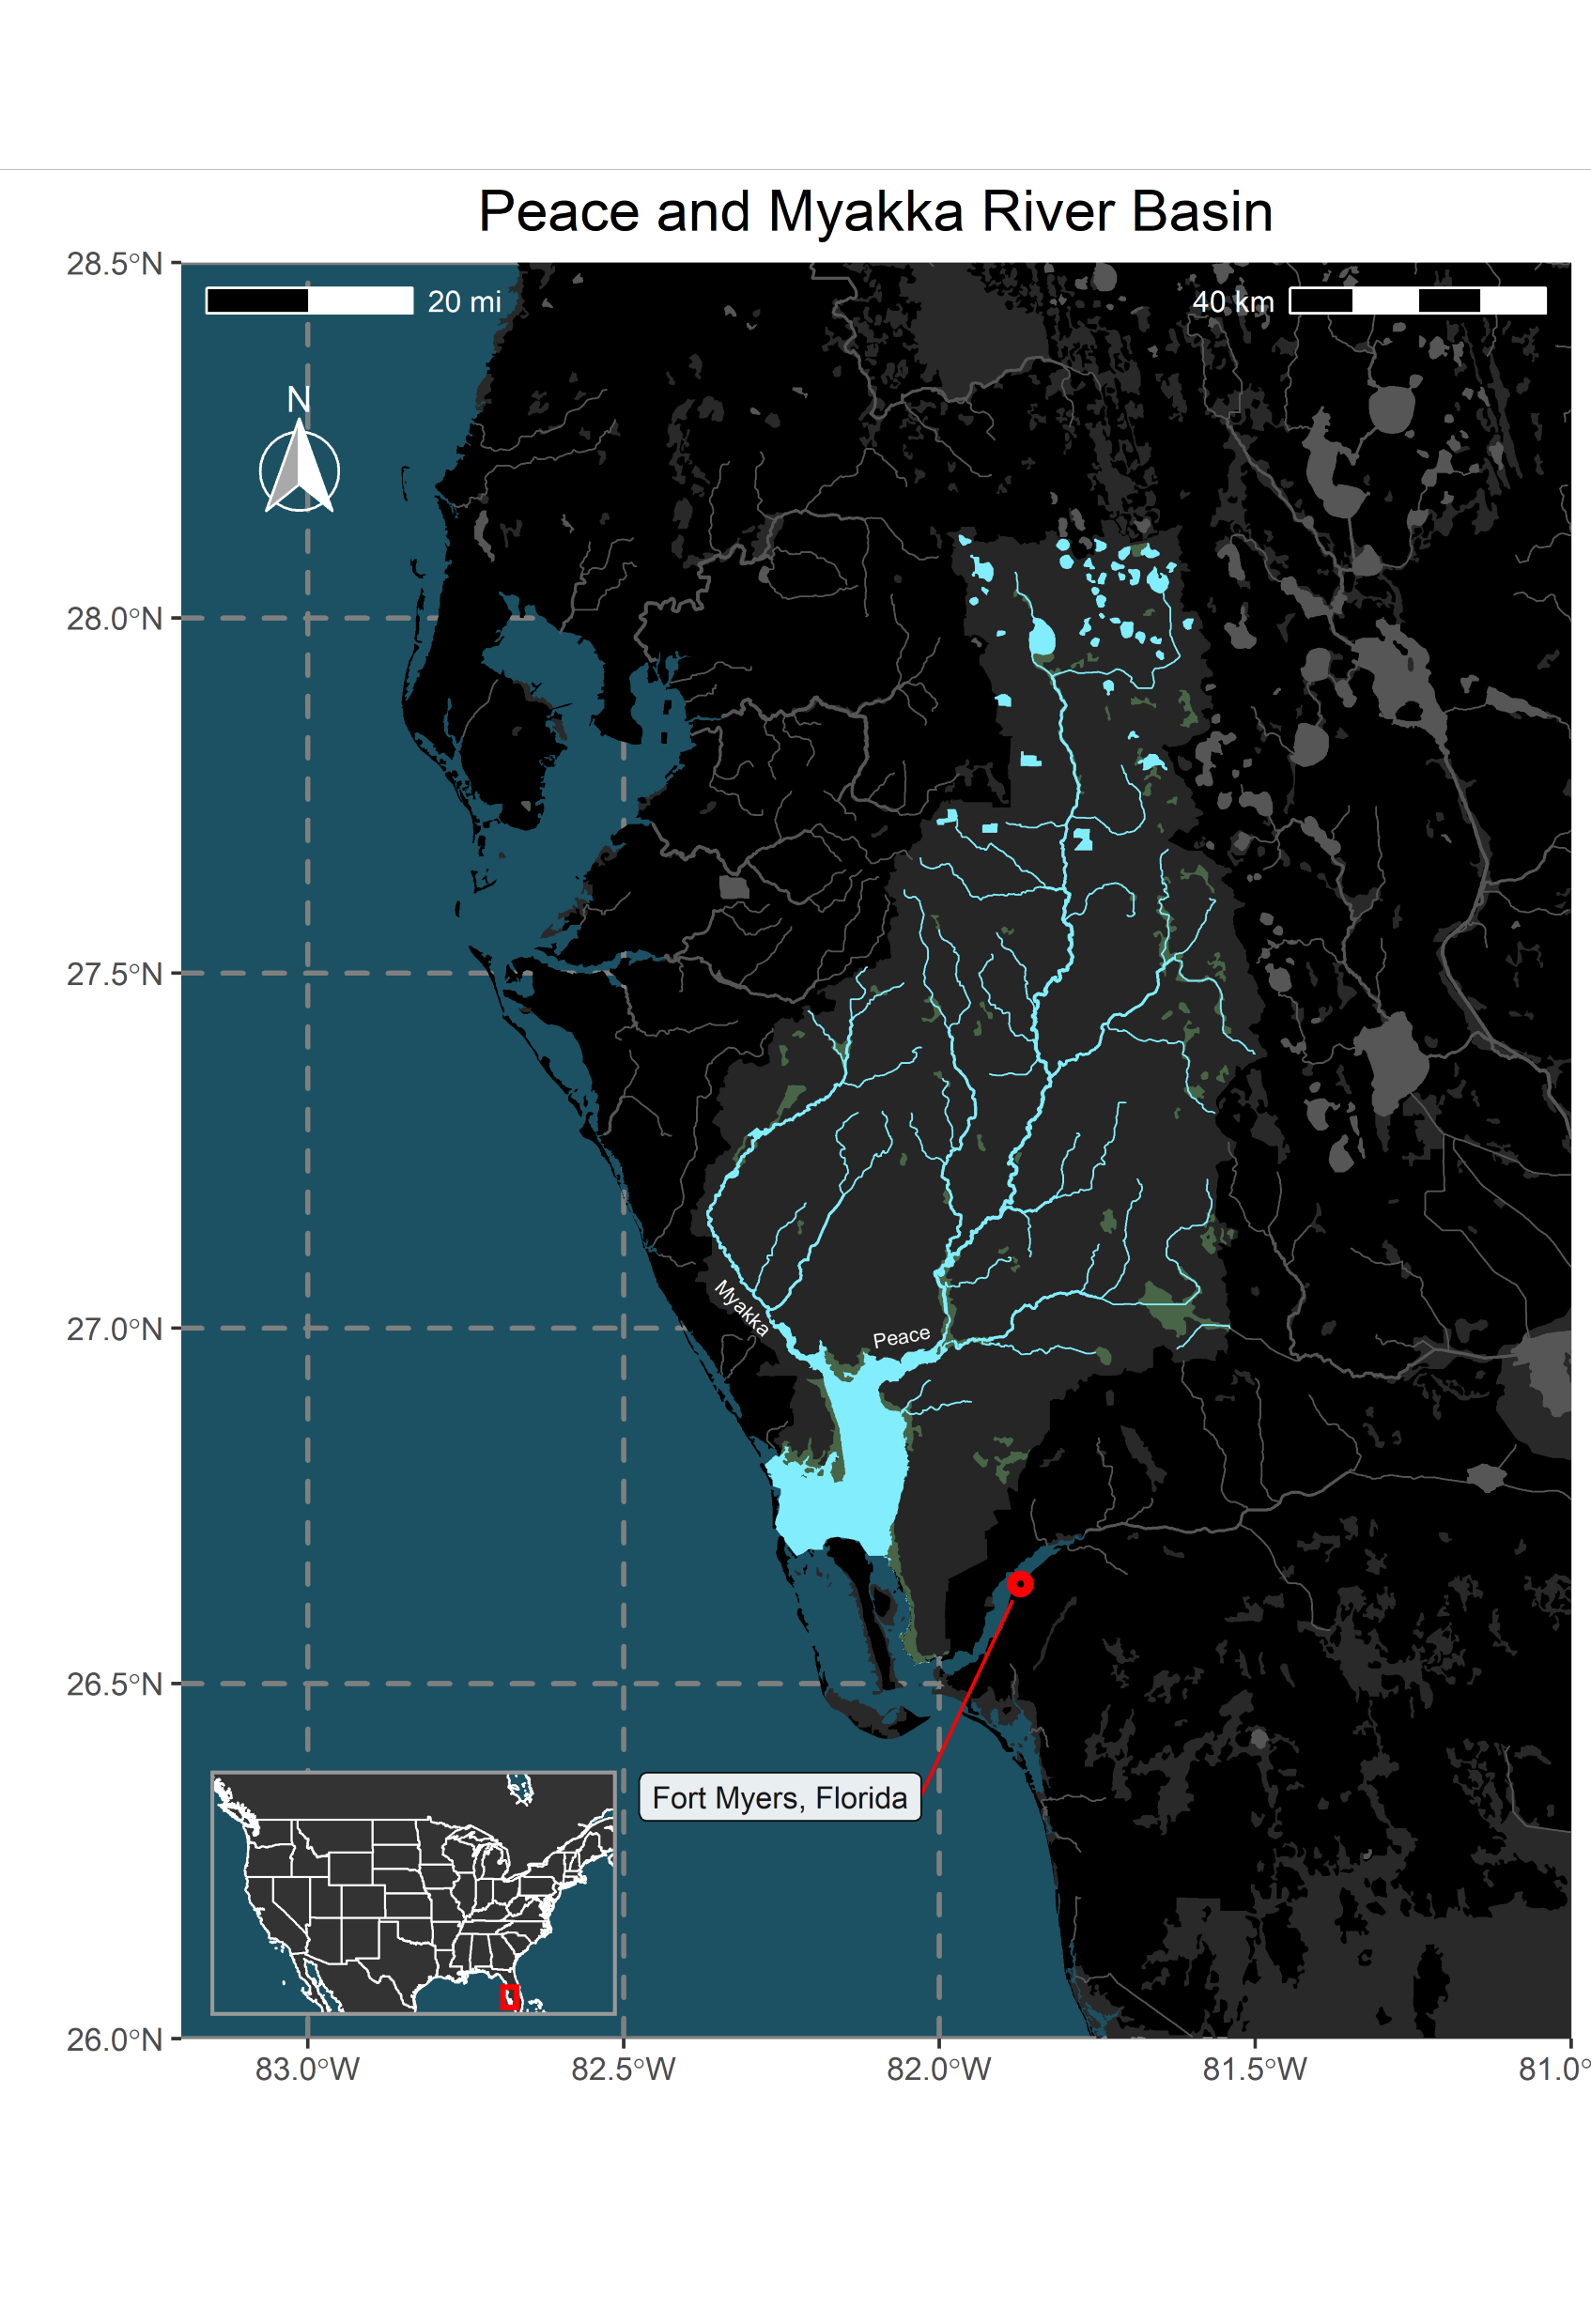 Peace and Myakka River Basin
28.5°N
20 mi
40 km
N
28.0°N
27.5°N
27.0°N
Myakka
Peace
26.5°N
Fort Myers, Florida
26.0°N
83.0°W
82.5°W
82.0°W
81.5°W
81.0°